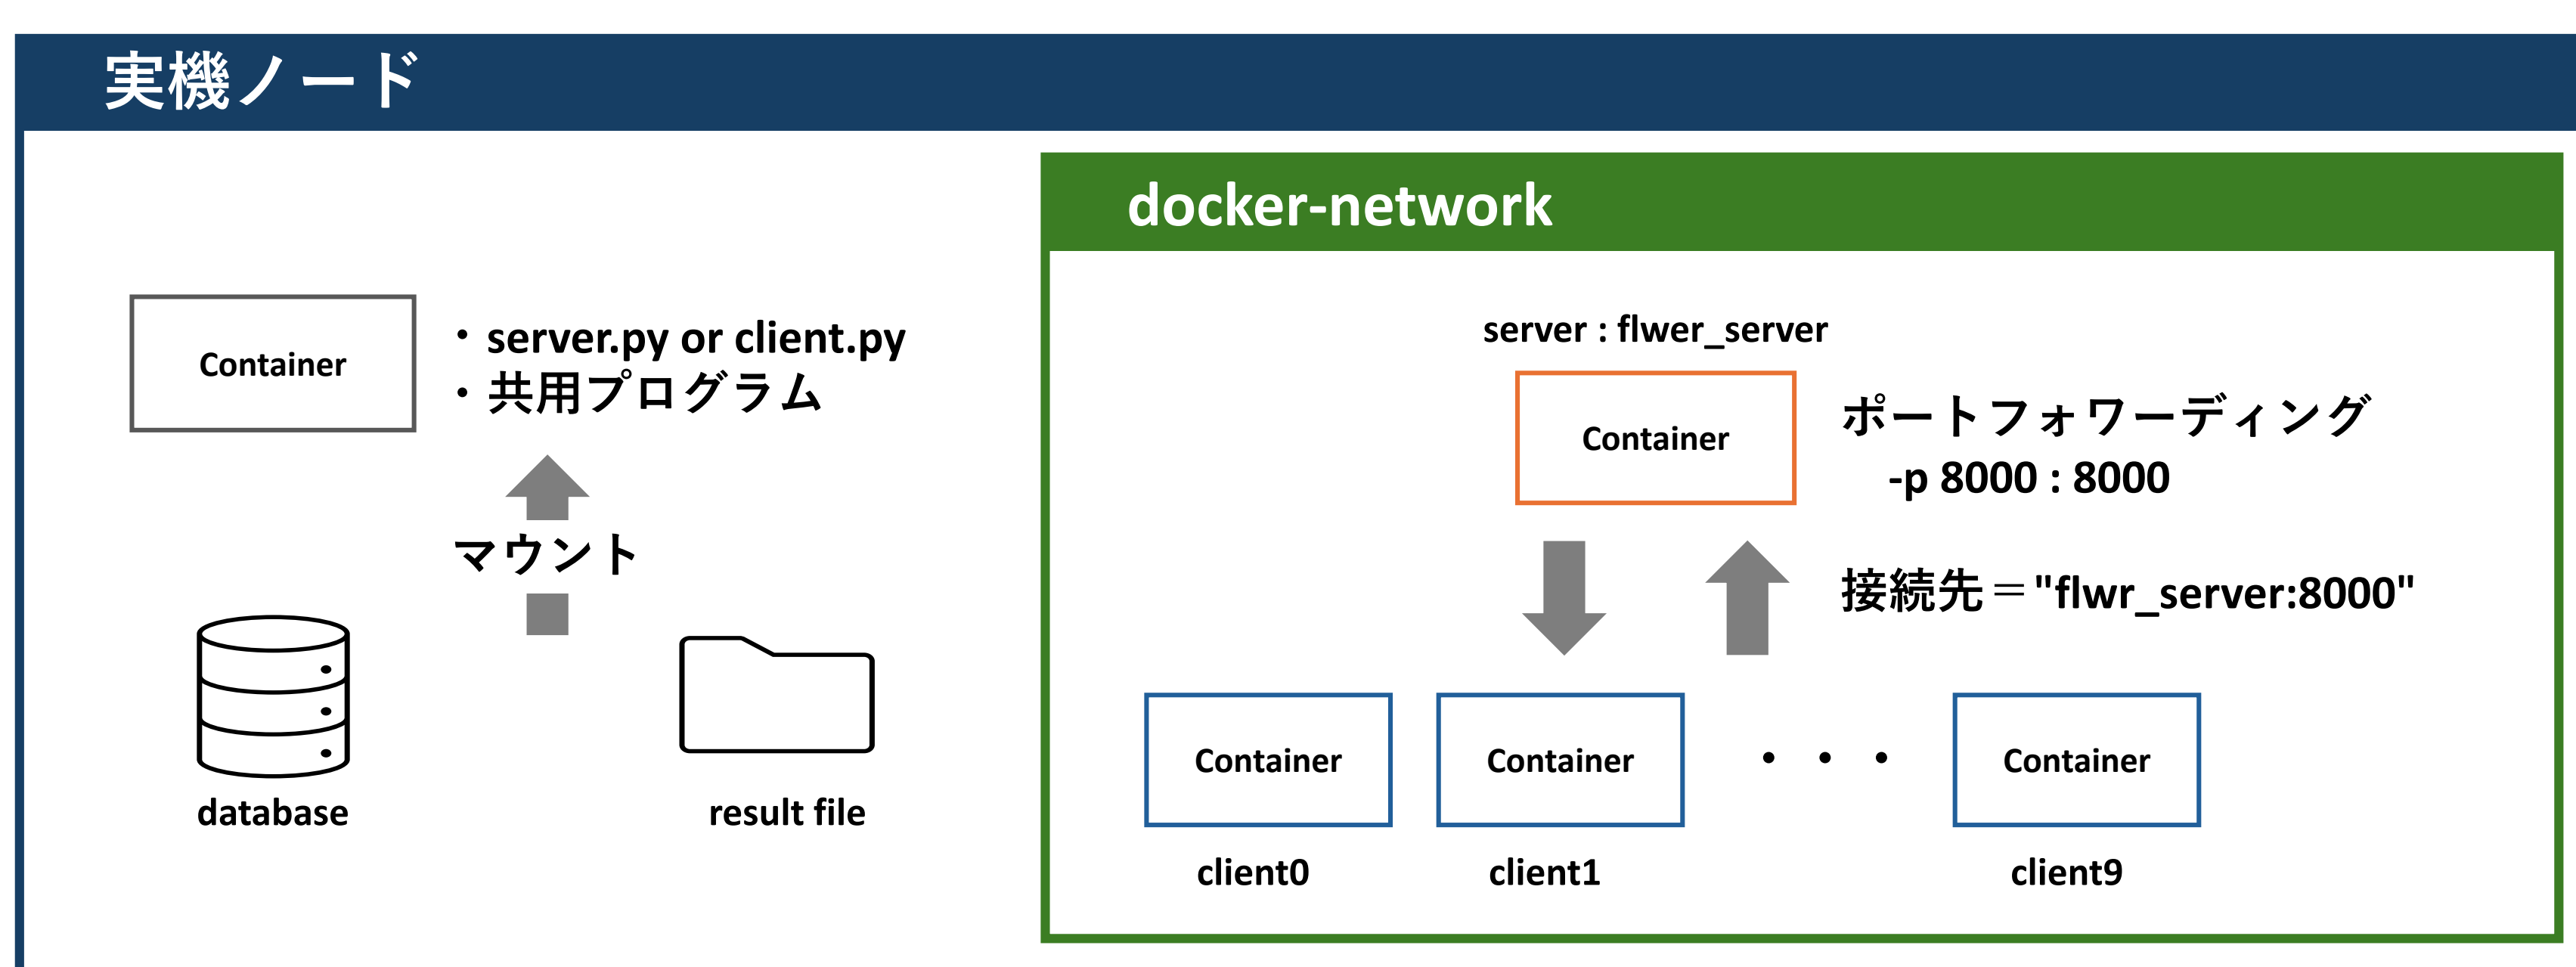 実機ノード
docker-network
Container
・server.py or client.py
・共用プログラム
マウント
database
result file
server : flwer_server
Container
ポートフォワーディング
-p 8000 : 8000
接続先＝"flwr_server:8000"
Container
Container
・・・
Container
client0
client1
client9